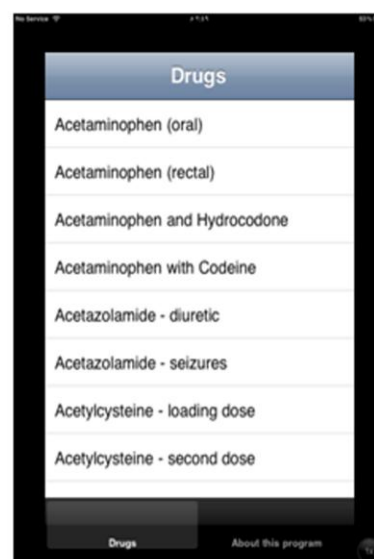 No Service
Drugs
Acetaminophen (oral)
Acetaminophen (rectal)
Acetaminophen and Hydrocodone
Acetaminophen with Codeine
Acetazolamide - diuretic
Acetazolamide - seizures
Acetylcysteine - loading dose
Acetylcysteine - second dose
Drugs
About this program